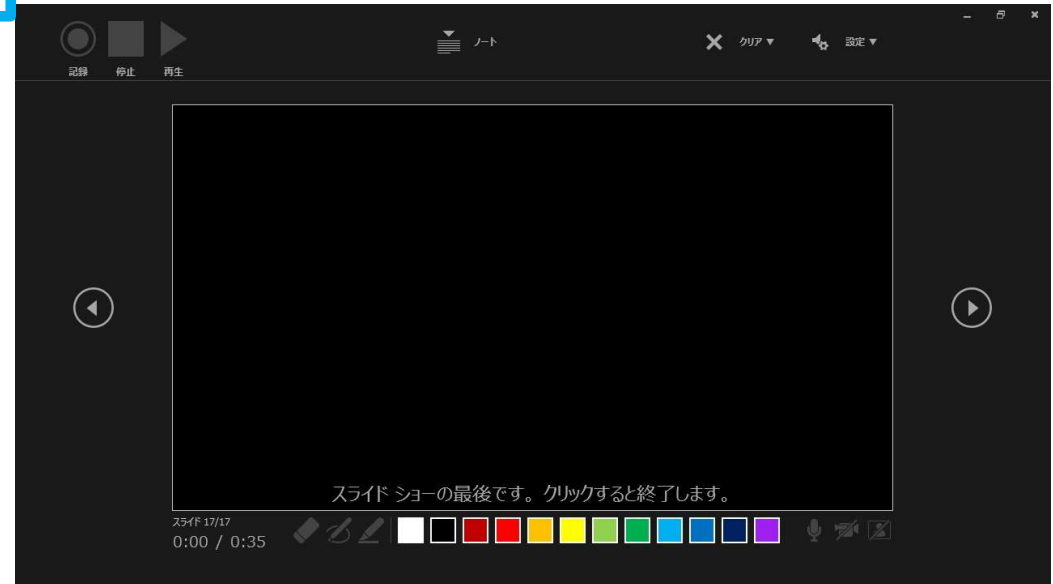 ノート
クリア ▼
設定 ▼
記録 停止 再生
スライド ショーの最後です。クリックすると終了します。
スライド 17/17
0:00 / 0:35